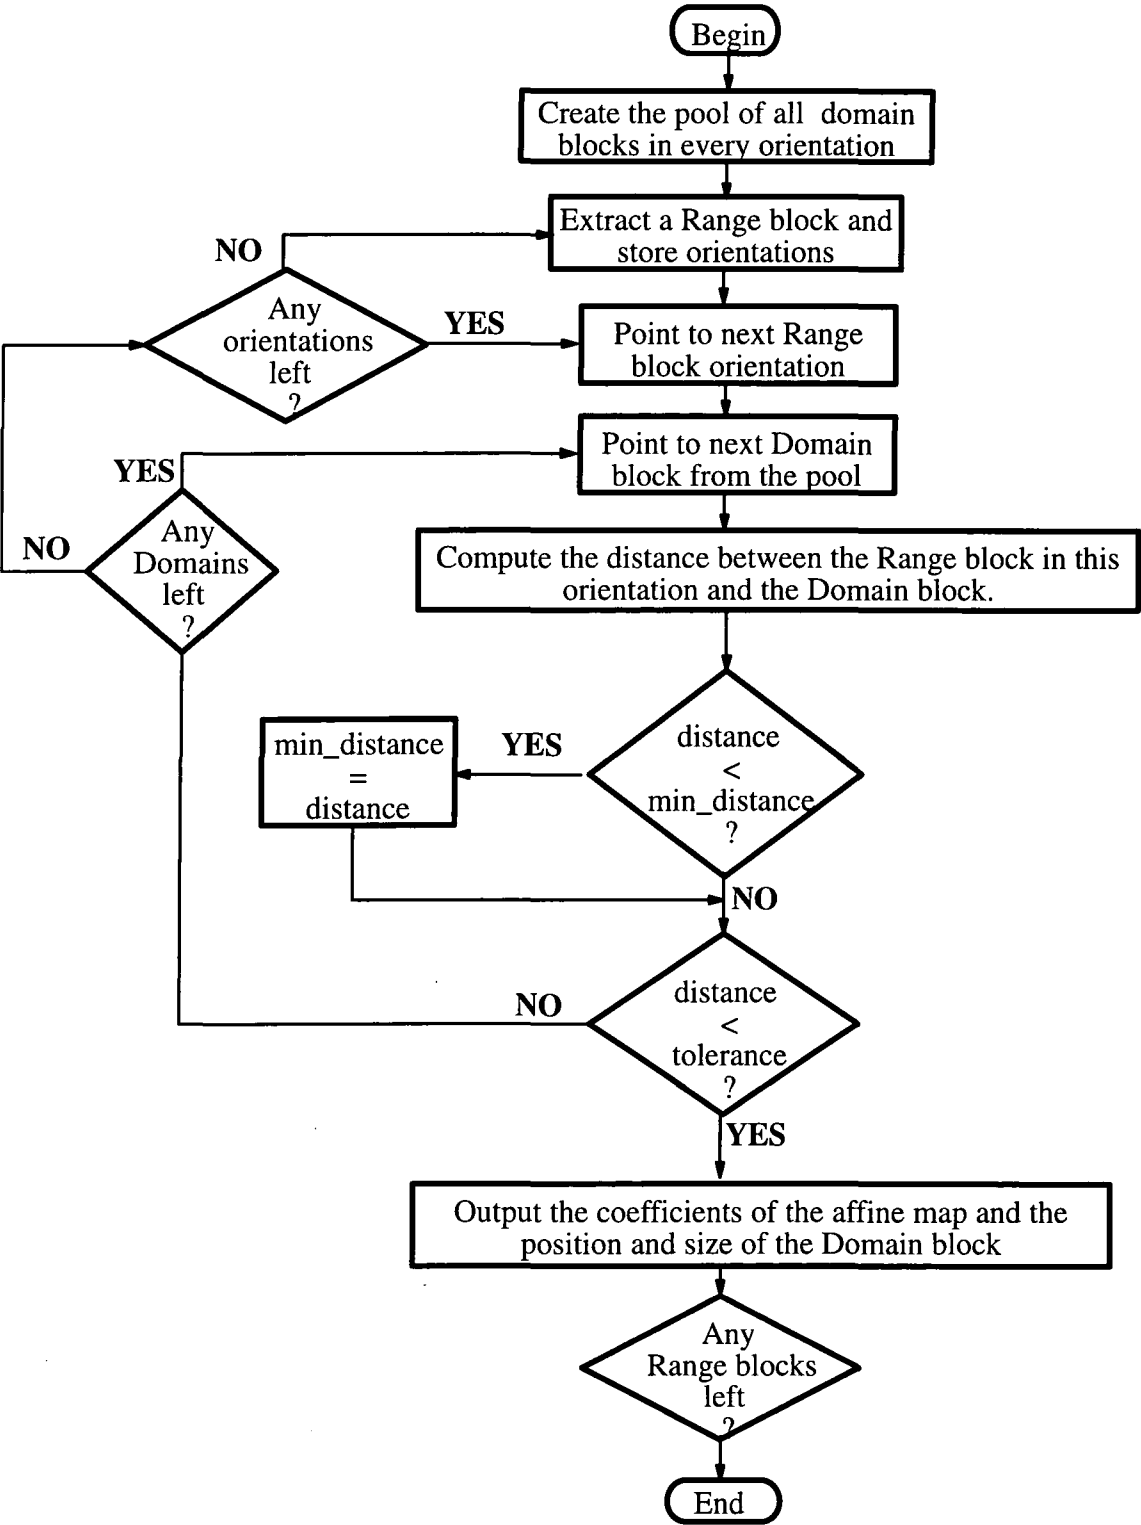 Begin
Create the pool of all domain
blocks in every orientation
Extract a Range block and
store orientations
NO
Any
orientations
left
?
YES
Point to next Range
block orientation
YES
Point to next Domain
block from the pool
NO
Any
Domains
left
?
Compute the distance between the Range block in this
orientation and the Domain block.
min_distance
=
distance
YES
distance
<
min_distance
?
NO
NO
distance
<
tolerance
?
YES
Output the coefficients of the affine map and the
position and size of the Domain block
Any
Range blocks
left
?
End